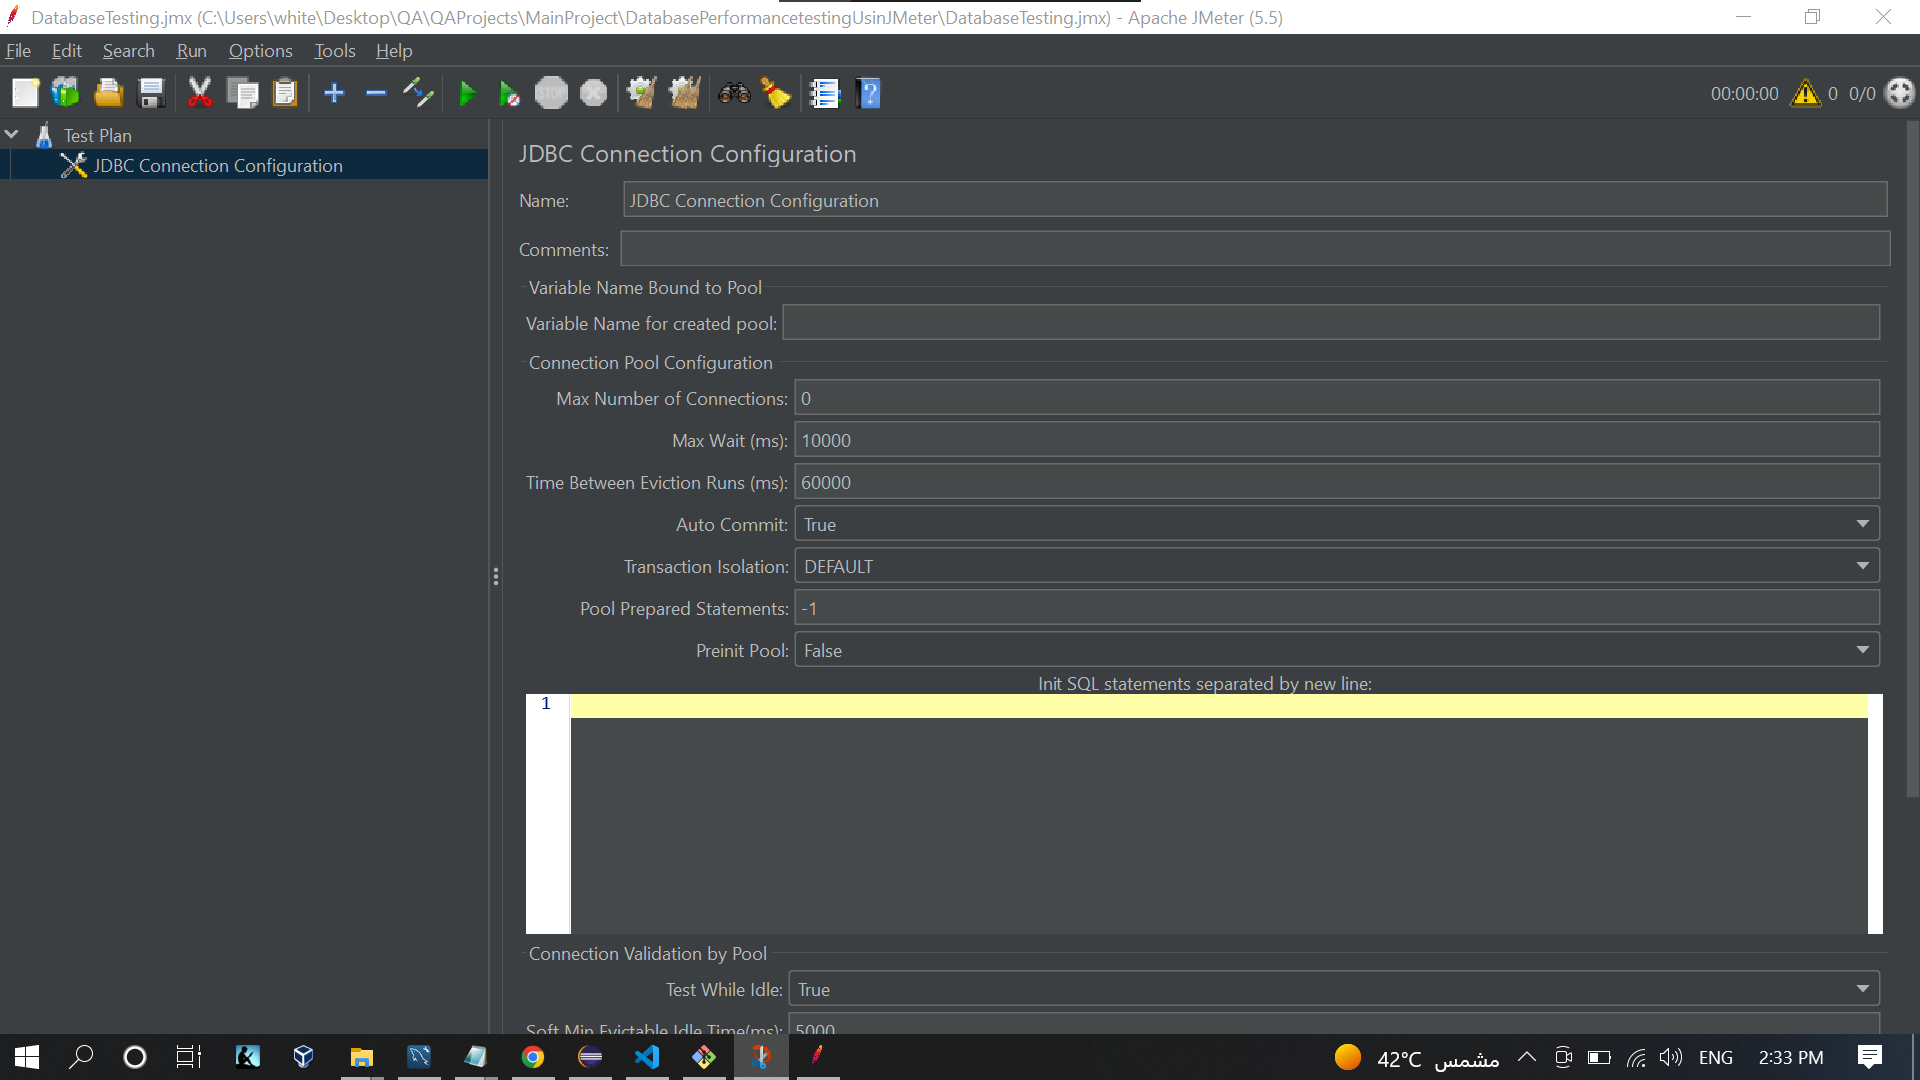 DatabaseTesting.jmx (C:\Users\white\Desktop\QA\QAProjects\MainProject\DatabasePerformancetestingUsinJMeter\DatabaseTesting.jmx) - Apache JMeter (5.5)
File Edit Search Run Options Tools Help
STOP
00:00:00 0 0/0
Test Plan
JDBC Connection Configuration
JDBC Connection Configuration
Name: JDBC Connection Configuration
Comments:
Variable Name Bound to Pool
Variable Name for created pool:
Connection Pool Configuration
Max Number of Connections: 0
Max Wait (ms): 10000
Time Between Eviction Runs (ms): 60000
Auto Commit: True
Transaction Isolation: DEFAULT
Pool Prepared Statements: -1
Preinit Pool: False
Init SQL statements separated by new line:
1
Connection Validation by Pool
Test While Idle: True
Soft Min Evictable Idle Time(ms): 5000
42°C مشمس ENG 2:33 PM